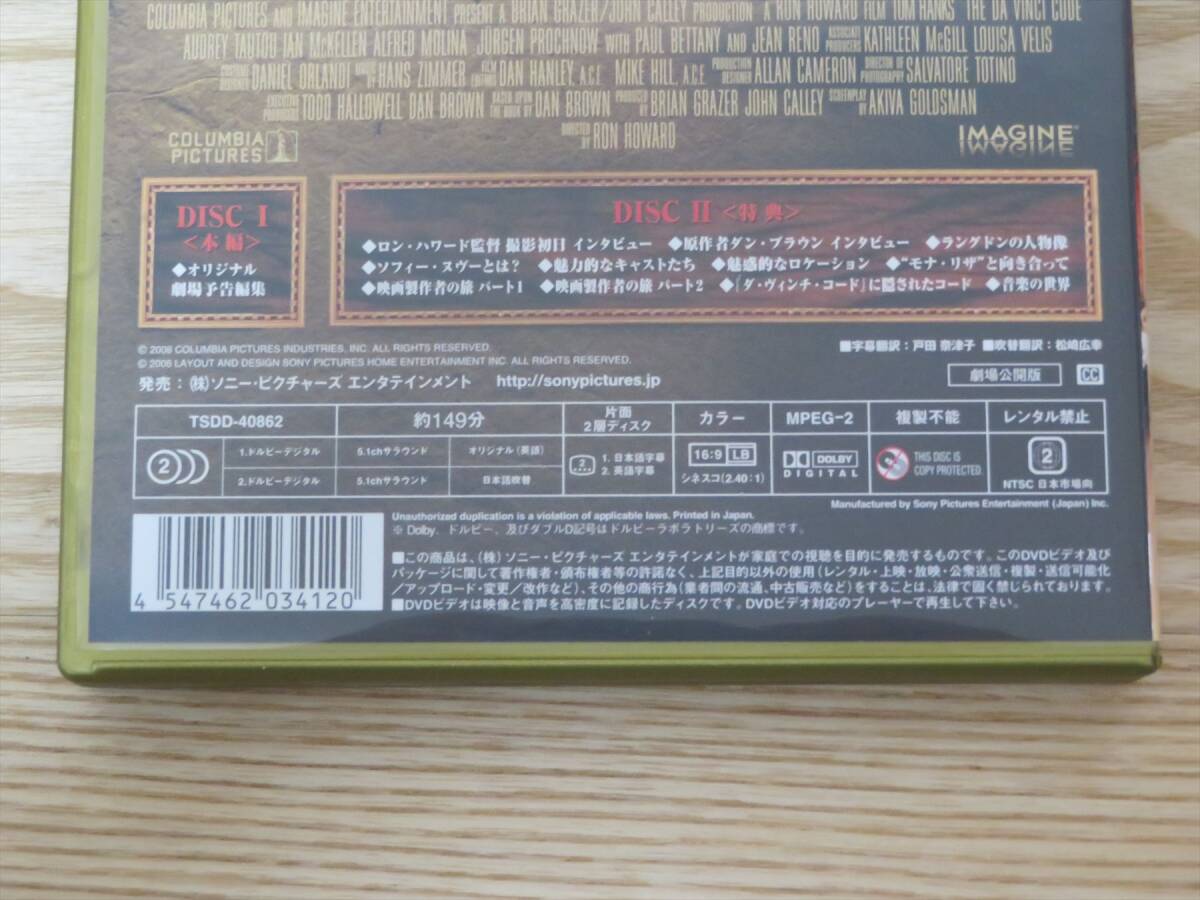 COLUMBIA PICTURES AND IMAGINE ENTERTAINMENT PRESENT A BRIAN GRAZER/JOHN CALLEY PRODUCTION A RON HOWARD FILM TOM HANKS "THE DA VINCI CODE"
AUDREY TAUTOU IAN McKELLEN ALFRED MOLINA JÜRGEN PROCHNOW WITH PAUL BETTANY AND JEAN RENO ASSOCIATE PRODUCERS KATHLEEN McGILL LOUISA VELIS
COSTUME DESIGNER DANIEL ORLANDI MUSIC BY HANS ZIMMER FILM EDITORS DAN HANLEY, A.C.E. MIKE HILL, A.C.E. PRODUCTION DESIGNER ALLAN CAMERON DIRECTOR OF PHOTOGRAPHY SALVATORE TOTINO
EXECUTIVE PRODUCERS TODD HALLOWELL DAN BROWN BASED UPON THE BOOK BY DAN BROWN PRODUCED BY BRIAN GRAZER JOHN CALLEY SCREENPLAY BY AKIVA GOLDSMAN
DIRECTED BY RON HOWARD
COLUMBIA PICTURES
IMAGINE
DISC I
<本編>
◆オリジナル
劇場予告編集
DISC II <特典>
◆ロン・ハワード監督 撮影初日 インタビュー ◆原作者ダン・ブラウン インタビュー ◆ラングドンの人物像
◆ソフィー・ヌヴーとは? ◆魅力的なキャストたち ◆魅惑的なロケーション ◆“モナ・リザ”と向き合って
◆映画製作者の旅 パート1 ◆映画製作者の旅 パート2 ◆『ダ・ヴィンチ・コード』に隠されたコード ◆音楽の世界
© 2006 COLUMBIA PICTURES INDUSTRIES, INC. ALL RIGHTS RESERVED.
© 2006 LAYOUT AND DESIGN SONY PICTURES HOME ENTERTAINMENT INC. ALL RIGHTS RESERVED.
■字幕翻訳：戸田 奈津子 ■吹替翻訳：松崎広幸
発売：(株)ソニー・ピクチャーズ エンタテインメント http://sonypictures.jp
劇場公開版 CC
TSDD-40862 約149分 片面2層ディスク カラー MPEG-2 複製不能 レンタル禁止
2
1.ドルビーデジタル 5.1chサラウンド オリジナル(英語)
2.ドルビーデジタル 5.1chサラウンド 日本語吹替
2
1. 日本語字幕
2. 英語字幕
16:9 LB
シネスコ(2.40:1)
DOLBY
DIGITAL
THIS DISC IS
COPY PROTECTED.
2
NTSC 日本市場向
Manufactured by Sony Pictures Entertainment (Japan) Inc.
Unauthorized duplication is a violation of applicable laws. Printed in Japan.
※ Dolby、ドルビー、及びダブルD記号はドルビーラボラトリーズの商標です。
■この商品は、(株)ソニー・ピクチャーズ エンタテインメントが家庭での視聴を目的に発売するものです。このDVDビデオ及び
パッケージに関して著作権者・頒布権者等の許諾なく、上記目的以外の使用(レンタル・上映・放映・公衆送信・複製・送信可能化
/アップロード・変更/改作など)、その他の商行為(業者間の流通、中古販売など)をすることは、法律で固く禁じられております。
■DVDビデオは映像と音声を高密度に記録したディスクです。DVDビデオ対応のプレーヤーで再生して下さい。
4 547462 034120